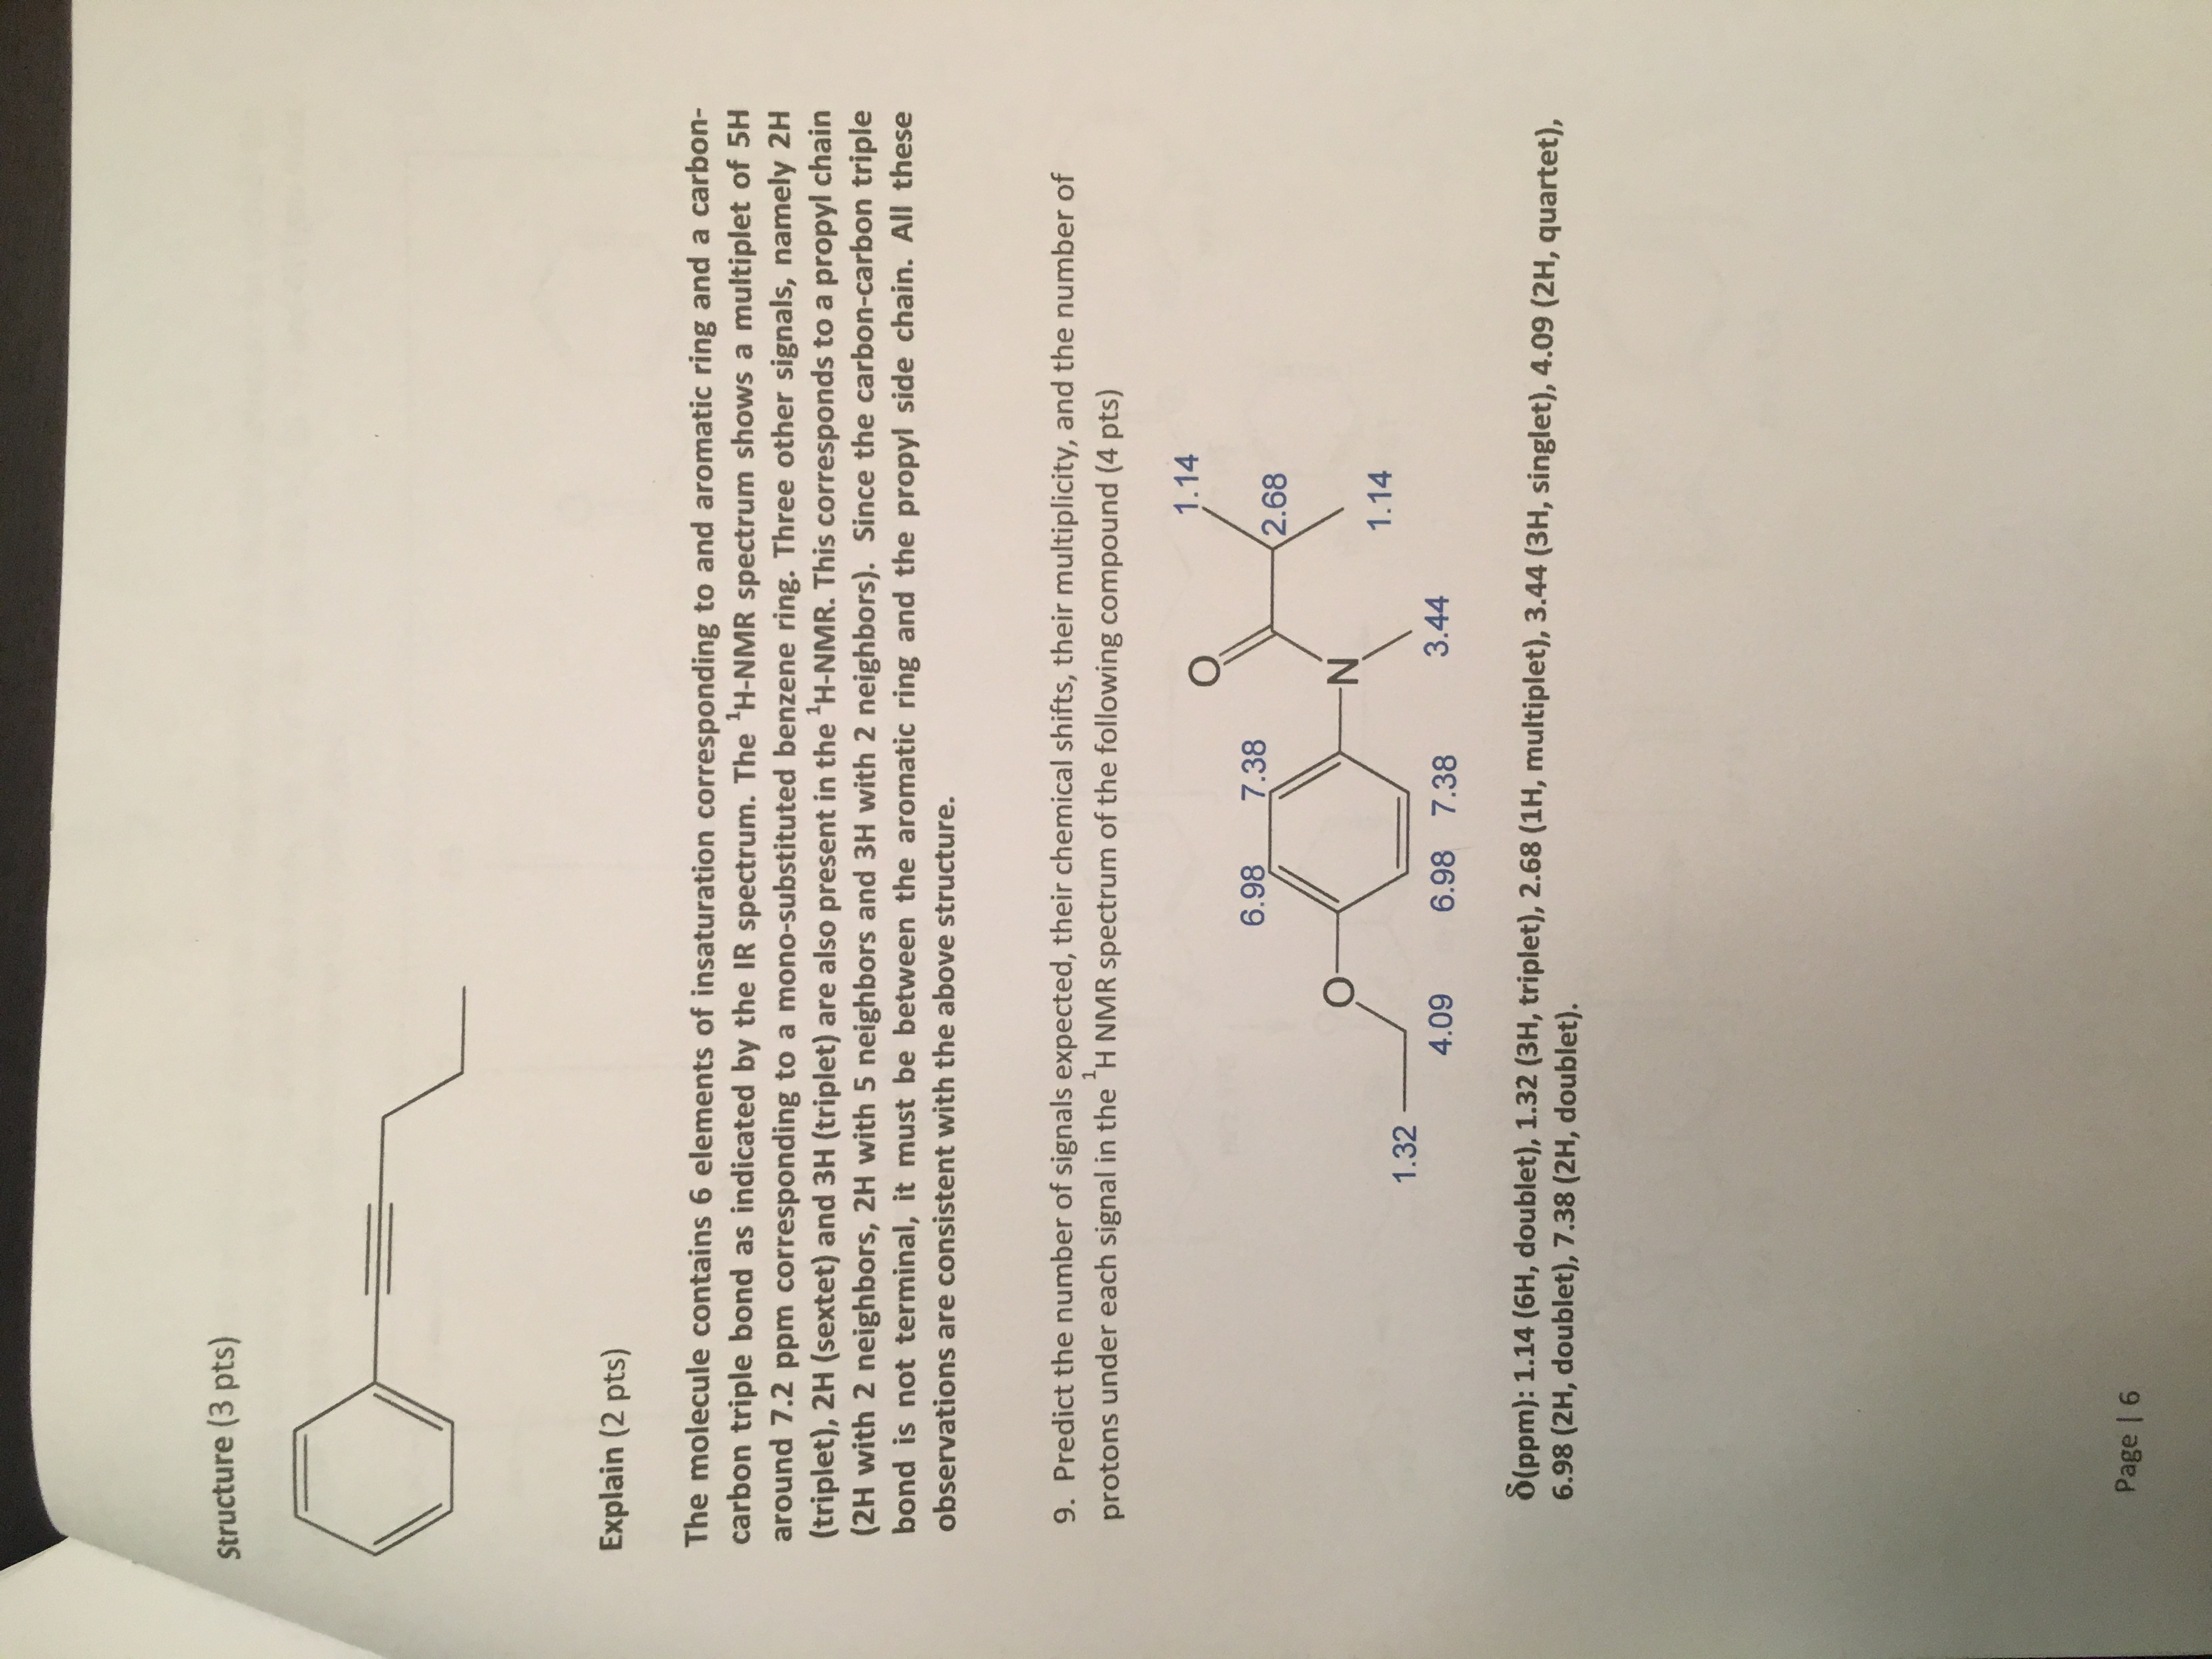 Structure (3 pts)
Explain (2 pts)
The molecule contains 6 elements of insaturation corresponding to and aromatic ring and a carbon-
carbon triple bond as indicated by the IR spectrum. The ¹H-NMR spectrum shows a multiplet of 5H
around 7.2 ppm corresponding to a mono-substituted benzene ring. Three other signals, namely 2H
(triplet), 2H (sextet) and 3H (triplet) are also present in the ¹H-NMR. This corresponds to a propyl chain
(2H with 2 neighbors, 2H with 5 neighbors and 3H with 2 neighbors). Since the carbon-carbon triple
bond is not terminal, it must be between the aromatic ring and the propyl side chain. All these
observations are consistent with the above structure.
9. Predict the number of signals expected, their chemical shifts, their multiplicity, and the number of
protons under each signal in the ¹H NMR spectrum of the following compound (4 pts)
1.14
O
6.98 7.38
2.68
O N
1.14
1.32
4.09 6.98 7.38 3.44
δ(ppm): 1.14 (6H, doublet), 1.32 (3H, triplet), 2.68 (1H, multiplet), 3.44 (3H, singlet), 4.09 (2H, quartet),
6.98 (2H, doublet), 7.38 (2H, doublet).
Page | 6